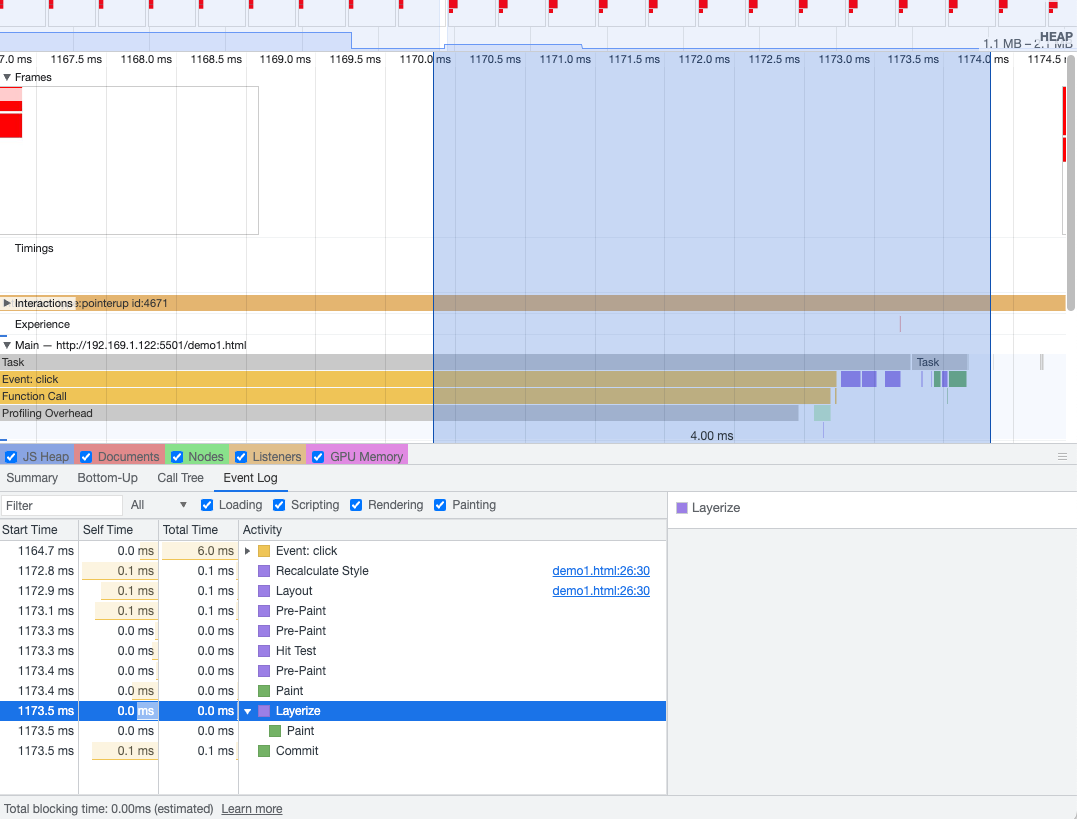 HEAP
1.1 MB – 2.1 MB
7.0 ms 1167.5 ms 1168.0 ms 1168.5 ms 1169.0 ms 1169.5 ms 1170.0 ms 1170.5 ms 1171.0 ms 1171.5 ms 1172.0 ms 1172.5 ms 1173.0 ms 1173.5 ms 1174.0 ms 1174.5
Frames
Timings
Interactions :pointerup id:4671
Experience
Main — http://192.169.1.122:5501/demo1.html
Task Task
Event: click
Function Call
Profiling Overhead
4.00 ms
JS Heap Documents Nodes Listeners GPU Memory
Summary Bottom-Up Call Tree Event Log
Filter All Loading Scripting Rendering Painting
Layerize
Start Time Self Time Total Time Activity
1164.7 ms 0.0 ms 6.0 ms Event: click
1172.8 ms 0.1 ms 0.1 ms Recalculate Style demo1.html:26:30
1172.9 ms 0.1 ms 0.1 ms Layout demo1.html:26:30
1173.1 ms 0.1 ms 0.1 ms Pre-Paint
1173.3 ms 0.0 ms 0.0 ms Pre-Paint
1173.3 ms 0.0 ms 0.0 ms Hit Test
1173.4 ms 0.0 ms 0.0 ms Pre-Paint
1173.4 ms 0.0 ms 0.0 ms Paint
1173.5 ms 0.0 ms 0.0 ms Layerize
1173.5 ms 0.0 ms 0.0 ms Paint
1173.5 ms 0.1 ms 0.1 ms Commit
Total blocking time: 0.00ms (estimated) Learn more